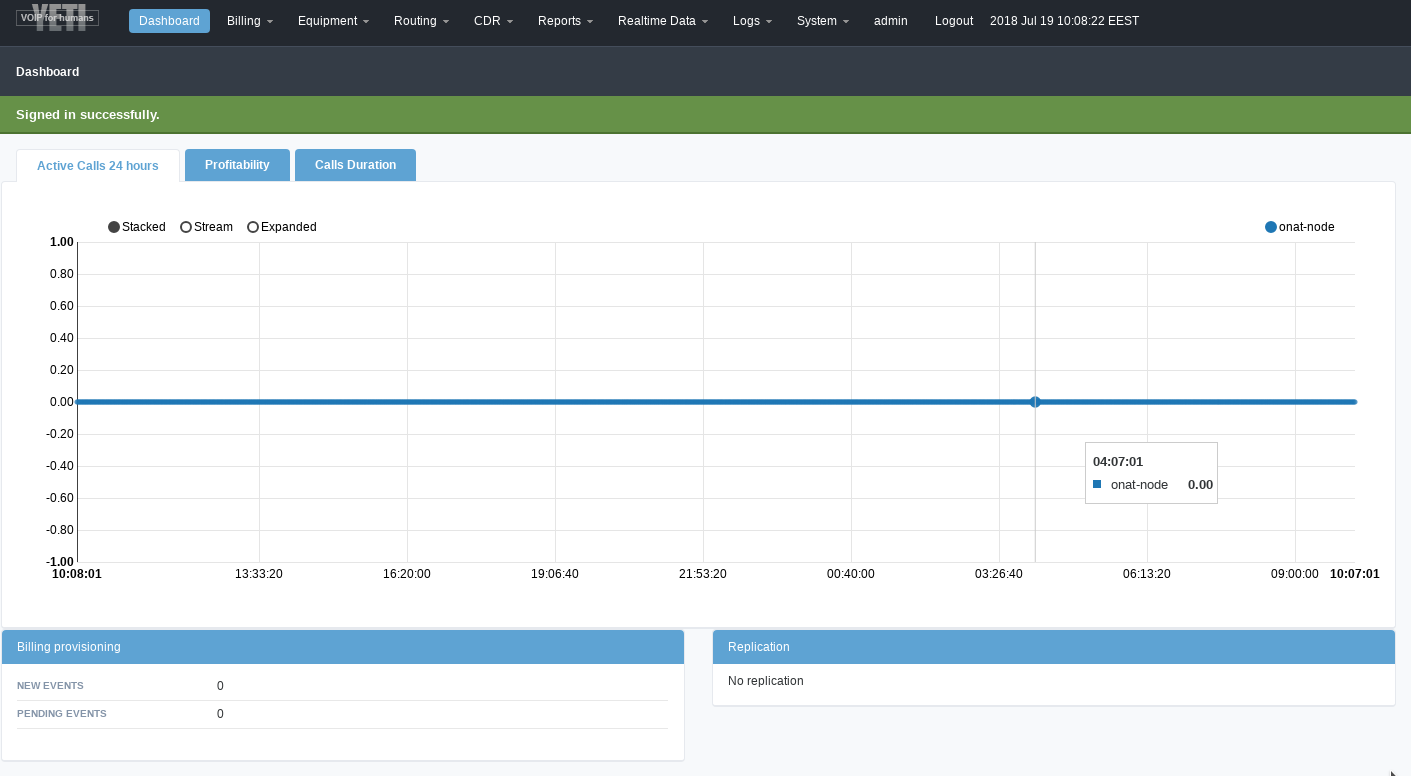 VOIP for humans
YETI
Dashboard Billing Equipment Routing CDR Reports Realtime Data Logs System admin Logout 2018 Jul 19 10:08:22 EEST
Dashboard
Signed in successfully.
Active Calls 24 hours Profitability Calls Duration
Stacked Stream Expanded onat-node
1.00
0.80
0.60
0.40
0.20
0.00
-0.20
-0.40
-0.60
-0.80
-1.00
04:07:01
onat-node 0.00
10:08:01 13:33:20 16:20:00 19:06:40 21:53:20 00:40:00 03:26:40 06:13:20 09:00:00 10:07:01
Billing provisioning
NEW EVENTS 0
PENDING EVENTS 0
Replication
No replication